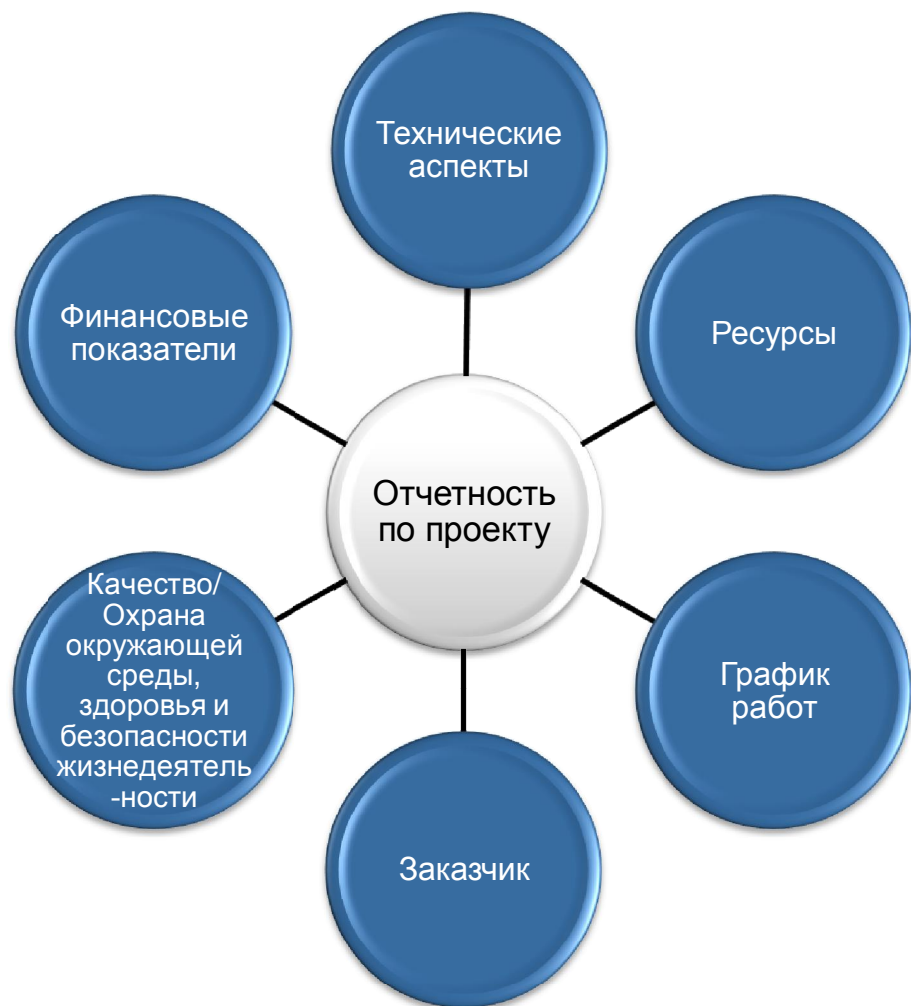 Технические
аспекты
Финансовые
показатели
Ресурсы
Отчетность
по проекту
Качество/
Охрана
окружающей
среды,
здоровья и
безопасности
жизнедеятель
-ности
График
работ
Заказчик